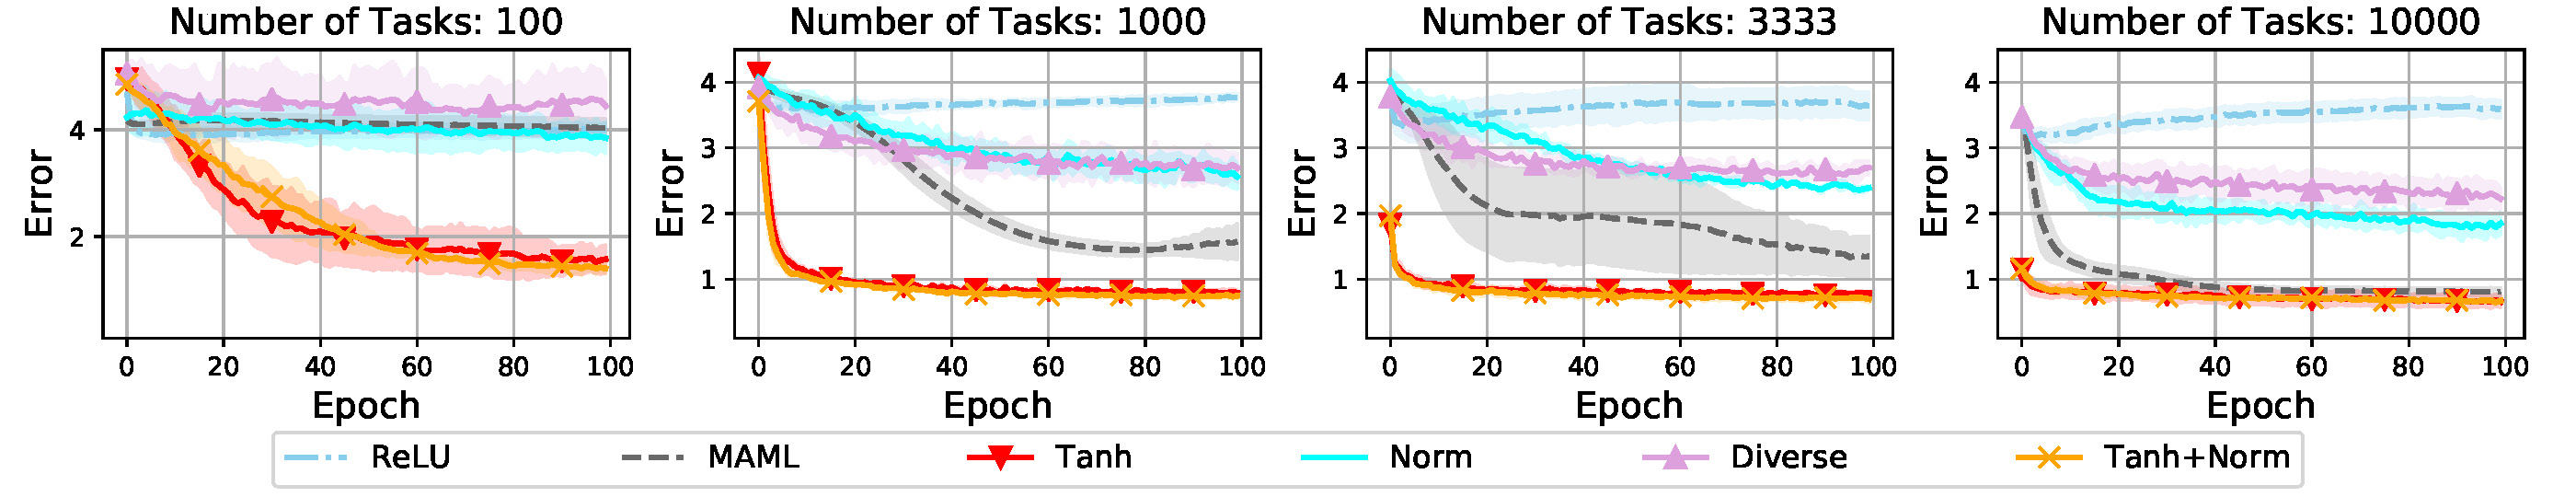 Number of Tasks: 100
Number of Tasks: 1000
Number of Tasks: 3333
Number of Tasks: 10000
Error
4
2
0 20 40 60 80 100
Epoch
Error
4
3
2
1
0 20 40 60 80 100
Epoch
Error
4
3
2
1
0 20 40 60 80 100
Epoch
Error
4
3
2
1
0 20 40 60 80 100
Epoch
ReLU MAML Tanh Norm Diverse Tanh+Norm